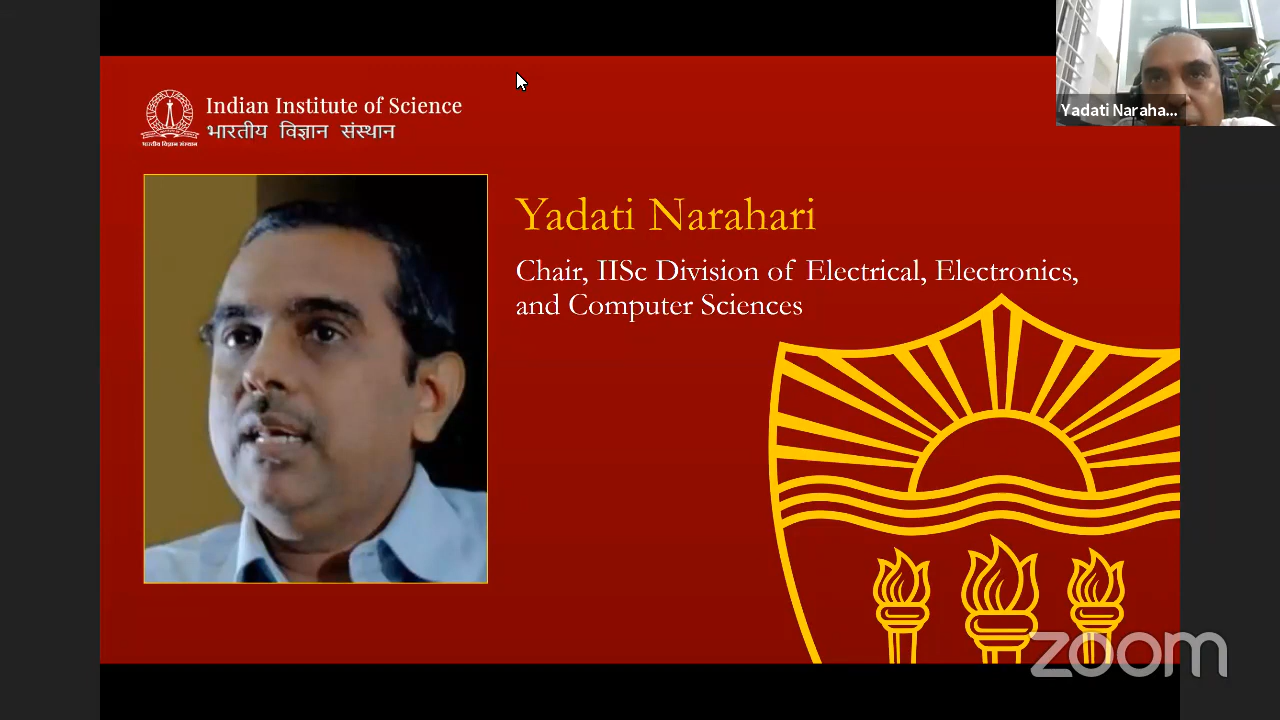 Indian Institute of Science
भारतीय विज्ञान संस्थान
भारतीय विज्ञान संस्थान
Yadati Naraha...
Yadati Narahari
Chair, IISc Division of Electrical, Electronics,
and Computer Sciences
zoom